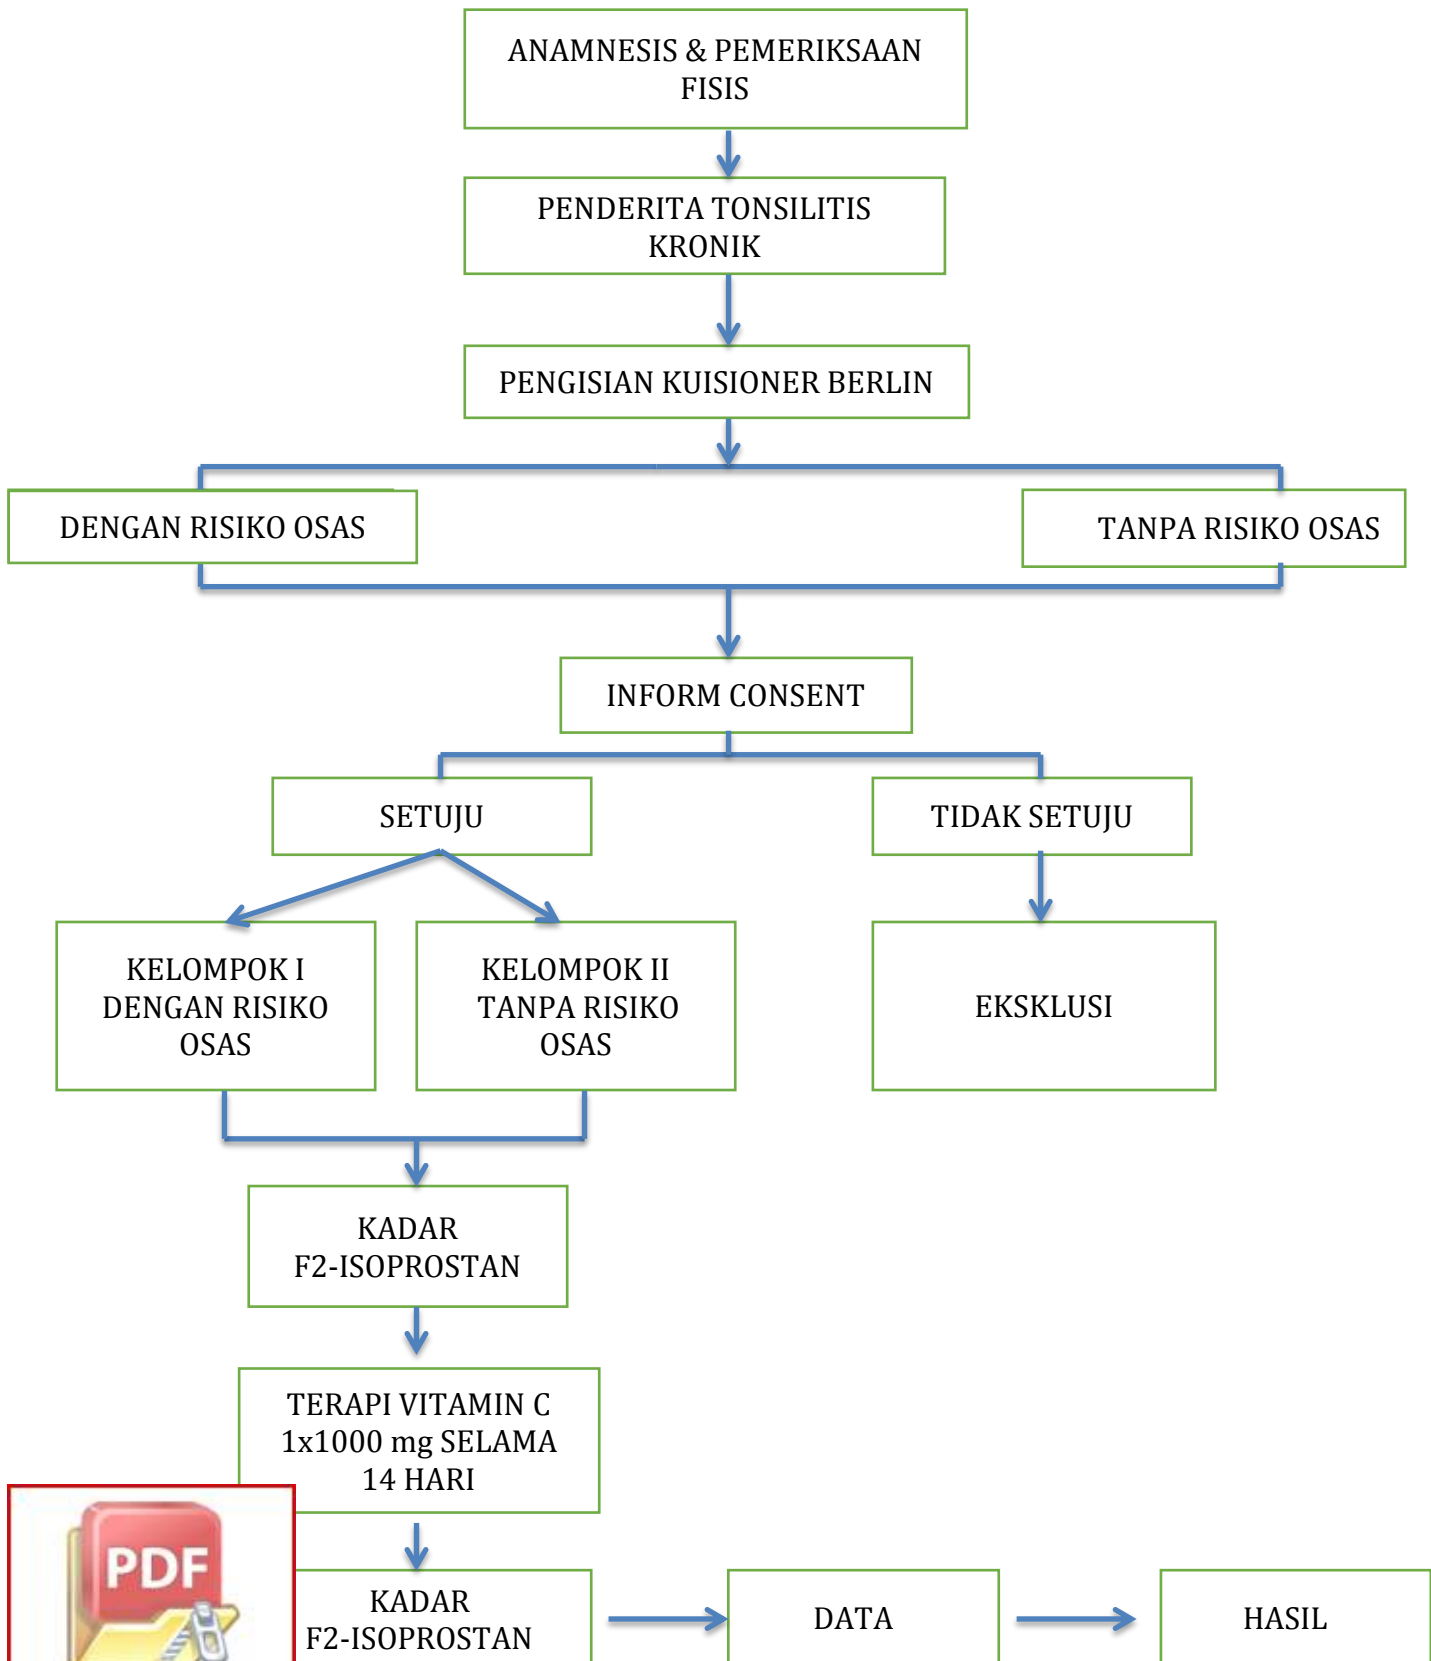 ANAMNESIS & PEMERIKSAAN
FISIS
PENDERITA TONSILITIS
KRONIK
PENGISIAN KUISIONER BERLIN
DENGAN RISIKO OSAS
TANPA RISIKO OSAS
INFORM CONSENT
SETUJU
TIDAK SETUJU
KELOMPOK I
DENGAN RISIKO
OSAS
KELOMPOK II
TANPA RISIKO
OSAS
EKSKLUSI
KADAR
F2-ISOPROSTAN
TERAPI VITAMIN C
1x1000 mg SELAMA
14 HARI
PDF
KADAR
F2-ISOPROSTAN
DATA
HASIL